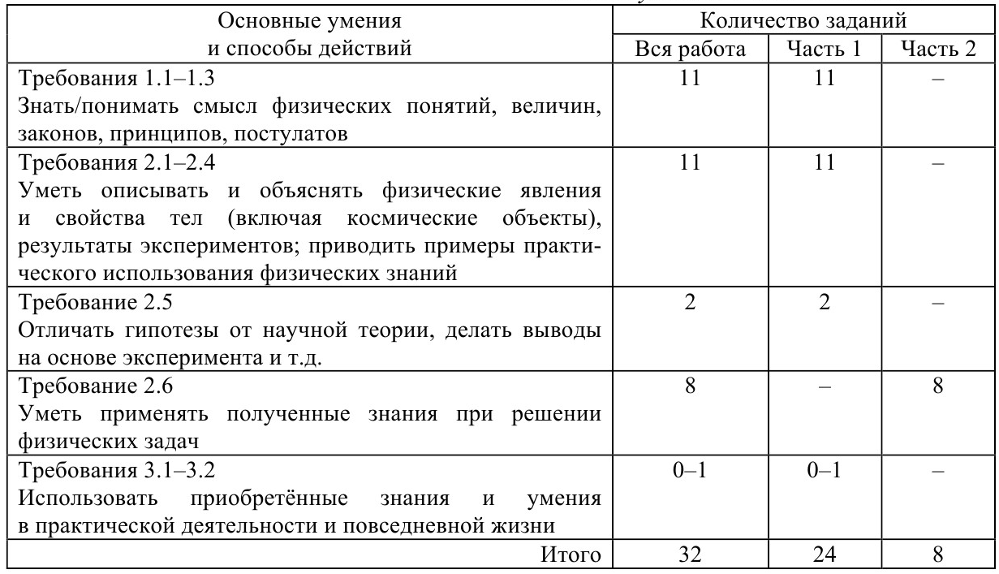 Основные умения
и способы действий
Количество заданий
Вся работа Часть 1 Часть 2
Требования 1.1–1.3 11 11 –
Знать/понимать смысл физических понятий, величин,
законов, принципов, постулатов
Требования 2.1–2.4 11 11 –
Уметь описывать и объяснять физические явления
и свойства тел (включая космические объекты),
результаты экспериментов; приводить примеры практи-
ческого использования физических знаний
Требование 2.5 2 2 –
Отличать гипотезы от научной теории, делать выводы
на основе эксперимента и т.д.
Требование 2.6 8 – 8
Уметь применять полученные знания при решении
физических задач
Требования 3.1–3.2 0–1 0–1 –
Использовать приобретённые знания и умения
в практической деятельности и повседневной жизни
Итого 32 24 8